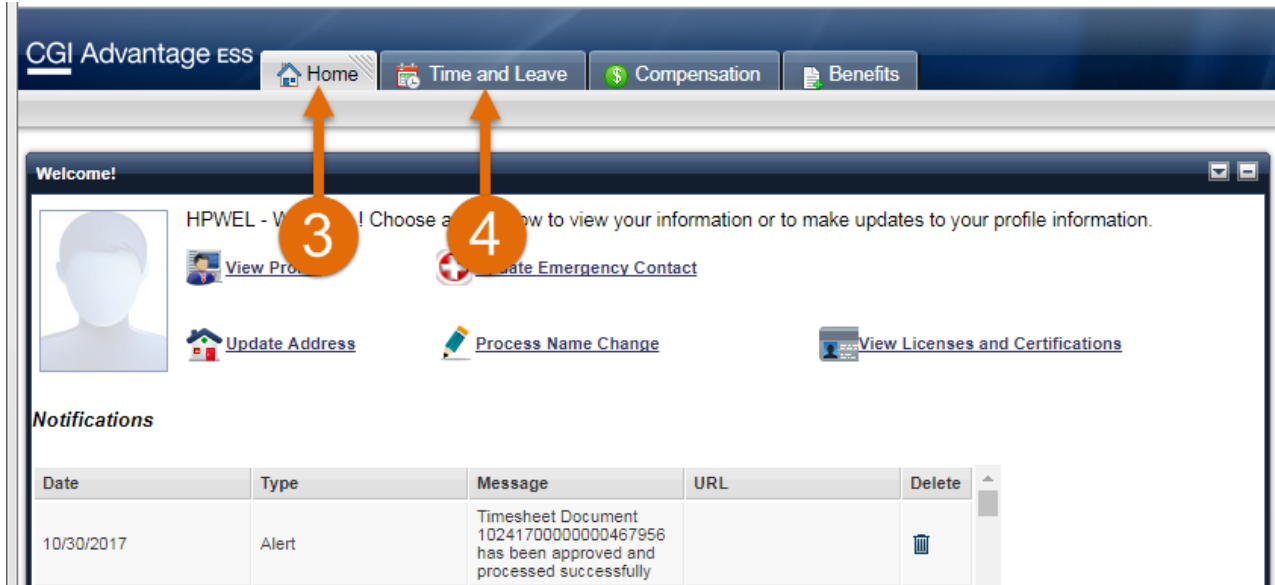 CGI Advantage ESS
Home Time and Leave Compensation Benefits
Welcome!
HPWEL - ! Choose to view your information or to make updates to your profile information.
3 4
View Emergency Contact
Update Address Process Name Change View Licenses and Certifications
Notifications
Date Type Message URL Delete
10/30/2017 Alert
Timesheet Document
10241700000000467956
has been approved and
processed successfully